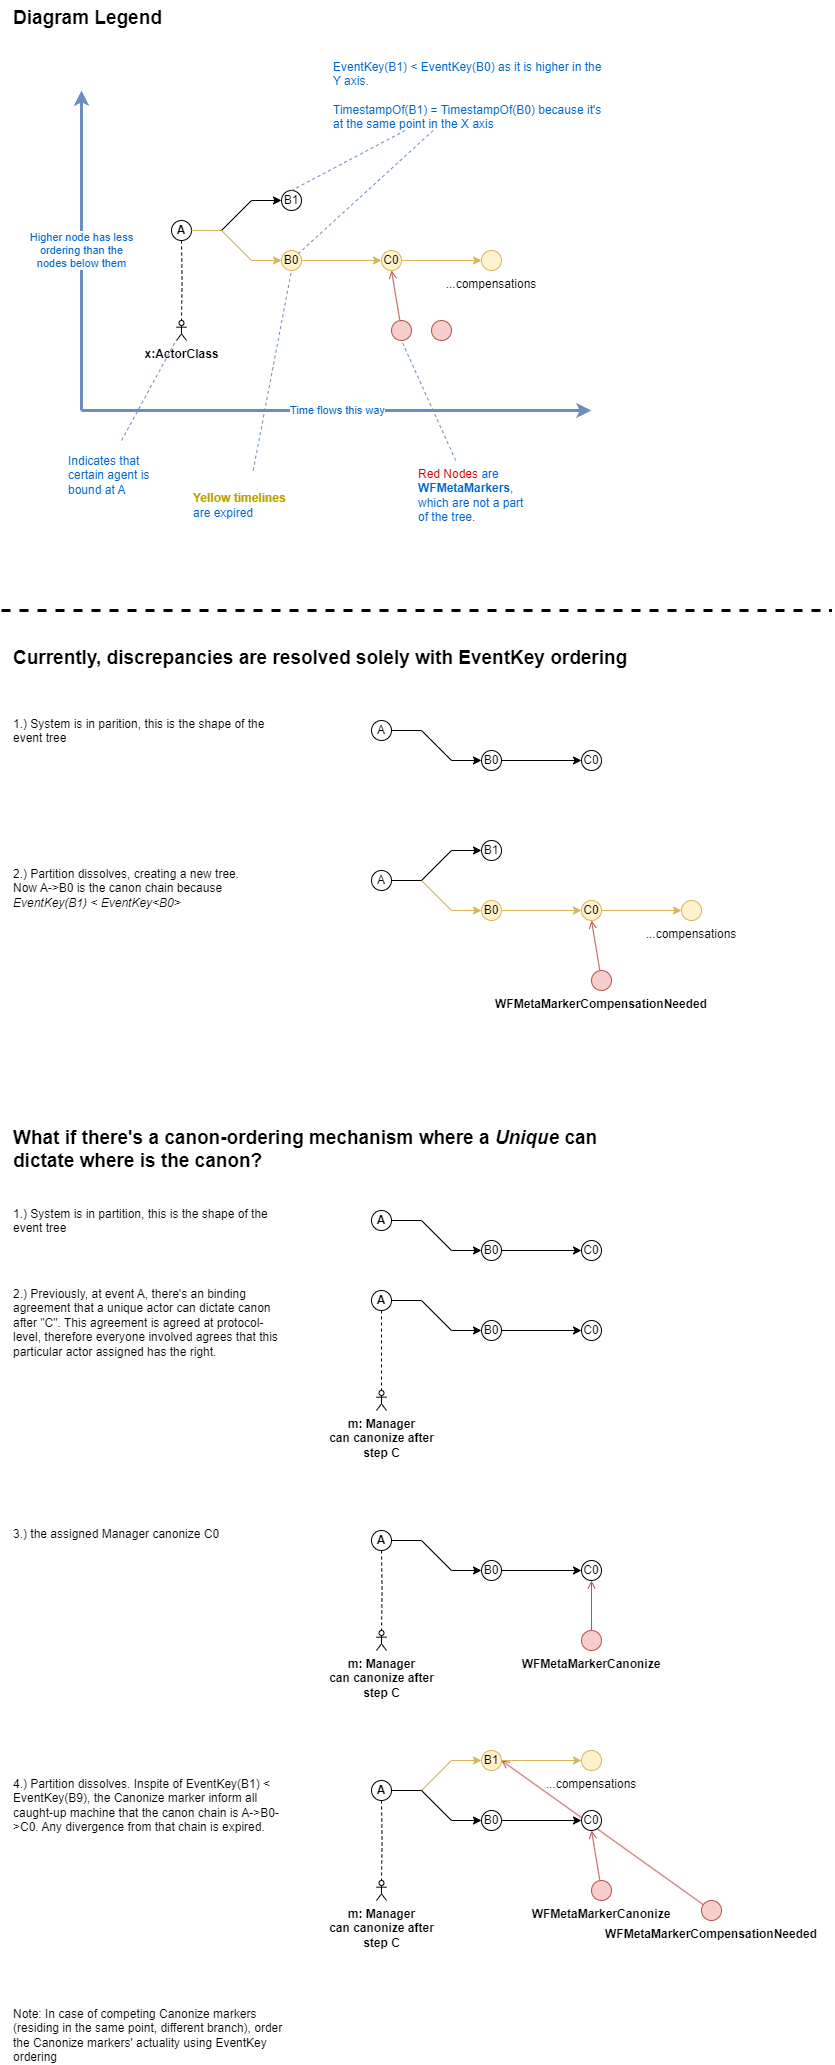 Diagram Legend
EventKey(B1) < EventKey(B0) as it is higher in the
Y axis.
TimestampOf(B1) = TimestampOf(B0) because it's
at the same point in the X axis
B1
A
Higher node has less
ordering than the
nodes below them
B0
C0
...compensations
x:ActorClass
Time flows this way
Indicates that
certain agent is
bound at A
Yellow timelines
are expired
Red Nodes are
WFMetaMarkers,
which are not a part
of the tree.
Currently, discrepancies are resolved solely with EventKey ordering
1.) System is in parition, this is the shape of the
event tree
A
B0
C0
2.) Partition dissolves, creating a new tree.
Now A->B0 is the canon chain because
EventKey(B1) < EventKey<B0>
B1
A
B0
C0
...compensations
WFMetaMarkerCompensationNeeded
What if there's a canon-ordering mechanism where a Unique can
dictate where is the canon?
1.) System is in partition, this is the shape of the
event tree
A
B0
C0
2.) Previously, at event A, there's an binding
agreement that a unique actor can dictate canon
after "C". This agreement is agreed at protocol-
level, therefore everyone involved agrees that this
particular actor assigned has the right.
A
B0
C0
m: Manager
can canonize after
step C
3.) the assigned Manager canonize C0
A
B0
C0
m: Manager
can canonize after
step C
WFMetaMarkerCanonize
4.) Partition dissolves. Inspite of EventKey(B1) <
EventKey(B9), the Canonize marker inform all
caught-up machine that the canon chain is A->B0-
>C0. Any divergence from that chain is expired.
B1
...compensations
A
B0
C0
m: Manager
can canonize after
step C
WFMetaMarkerCanonize
WFMetaMarkerCompensationNeeded
Note: In case of competing Canonize markers
(residing in the same point, different branch), order
the Canonize markers' actuality using EventKey
ordering